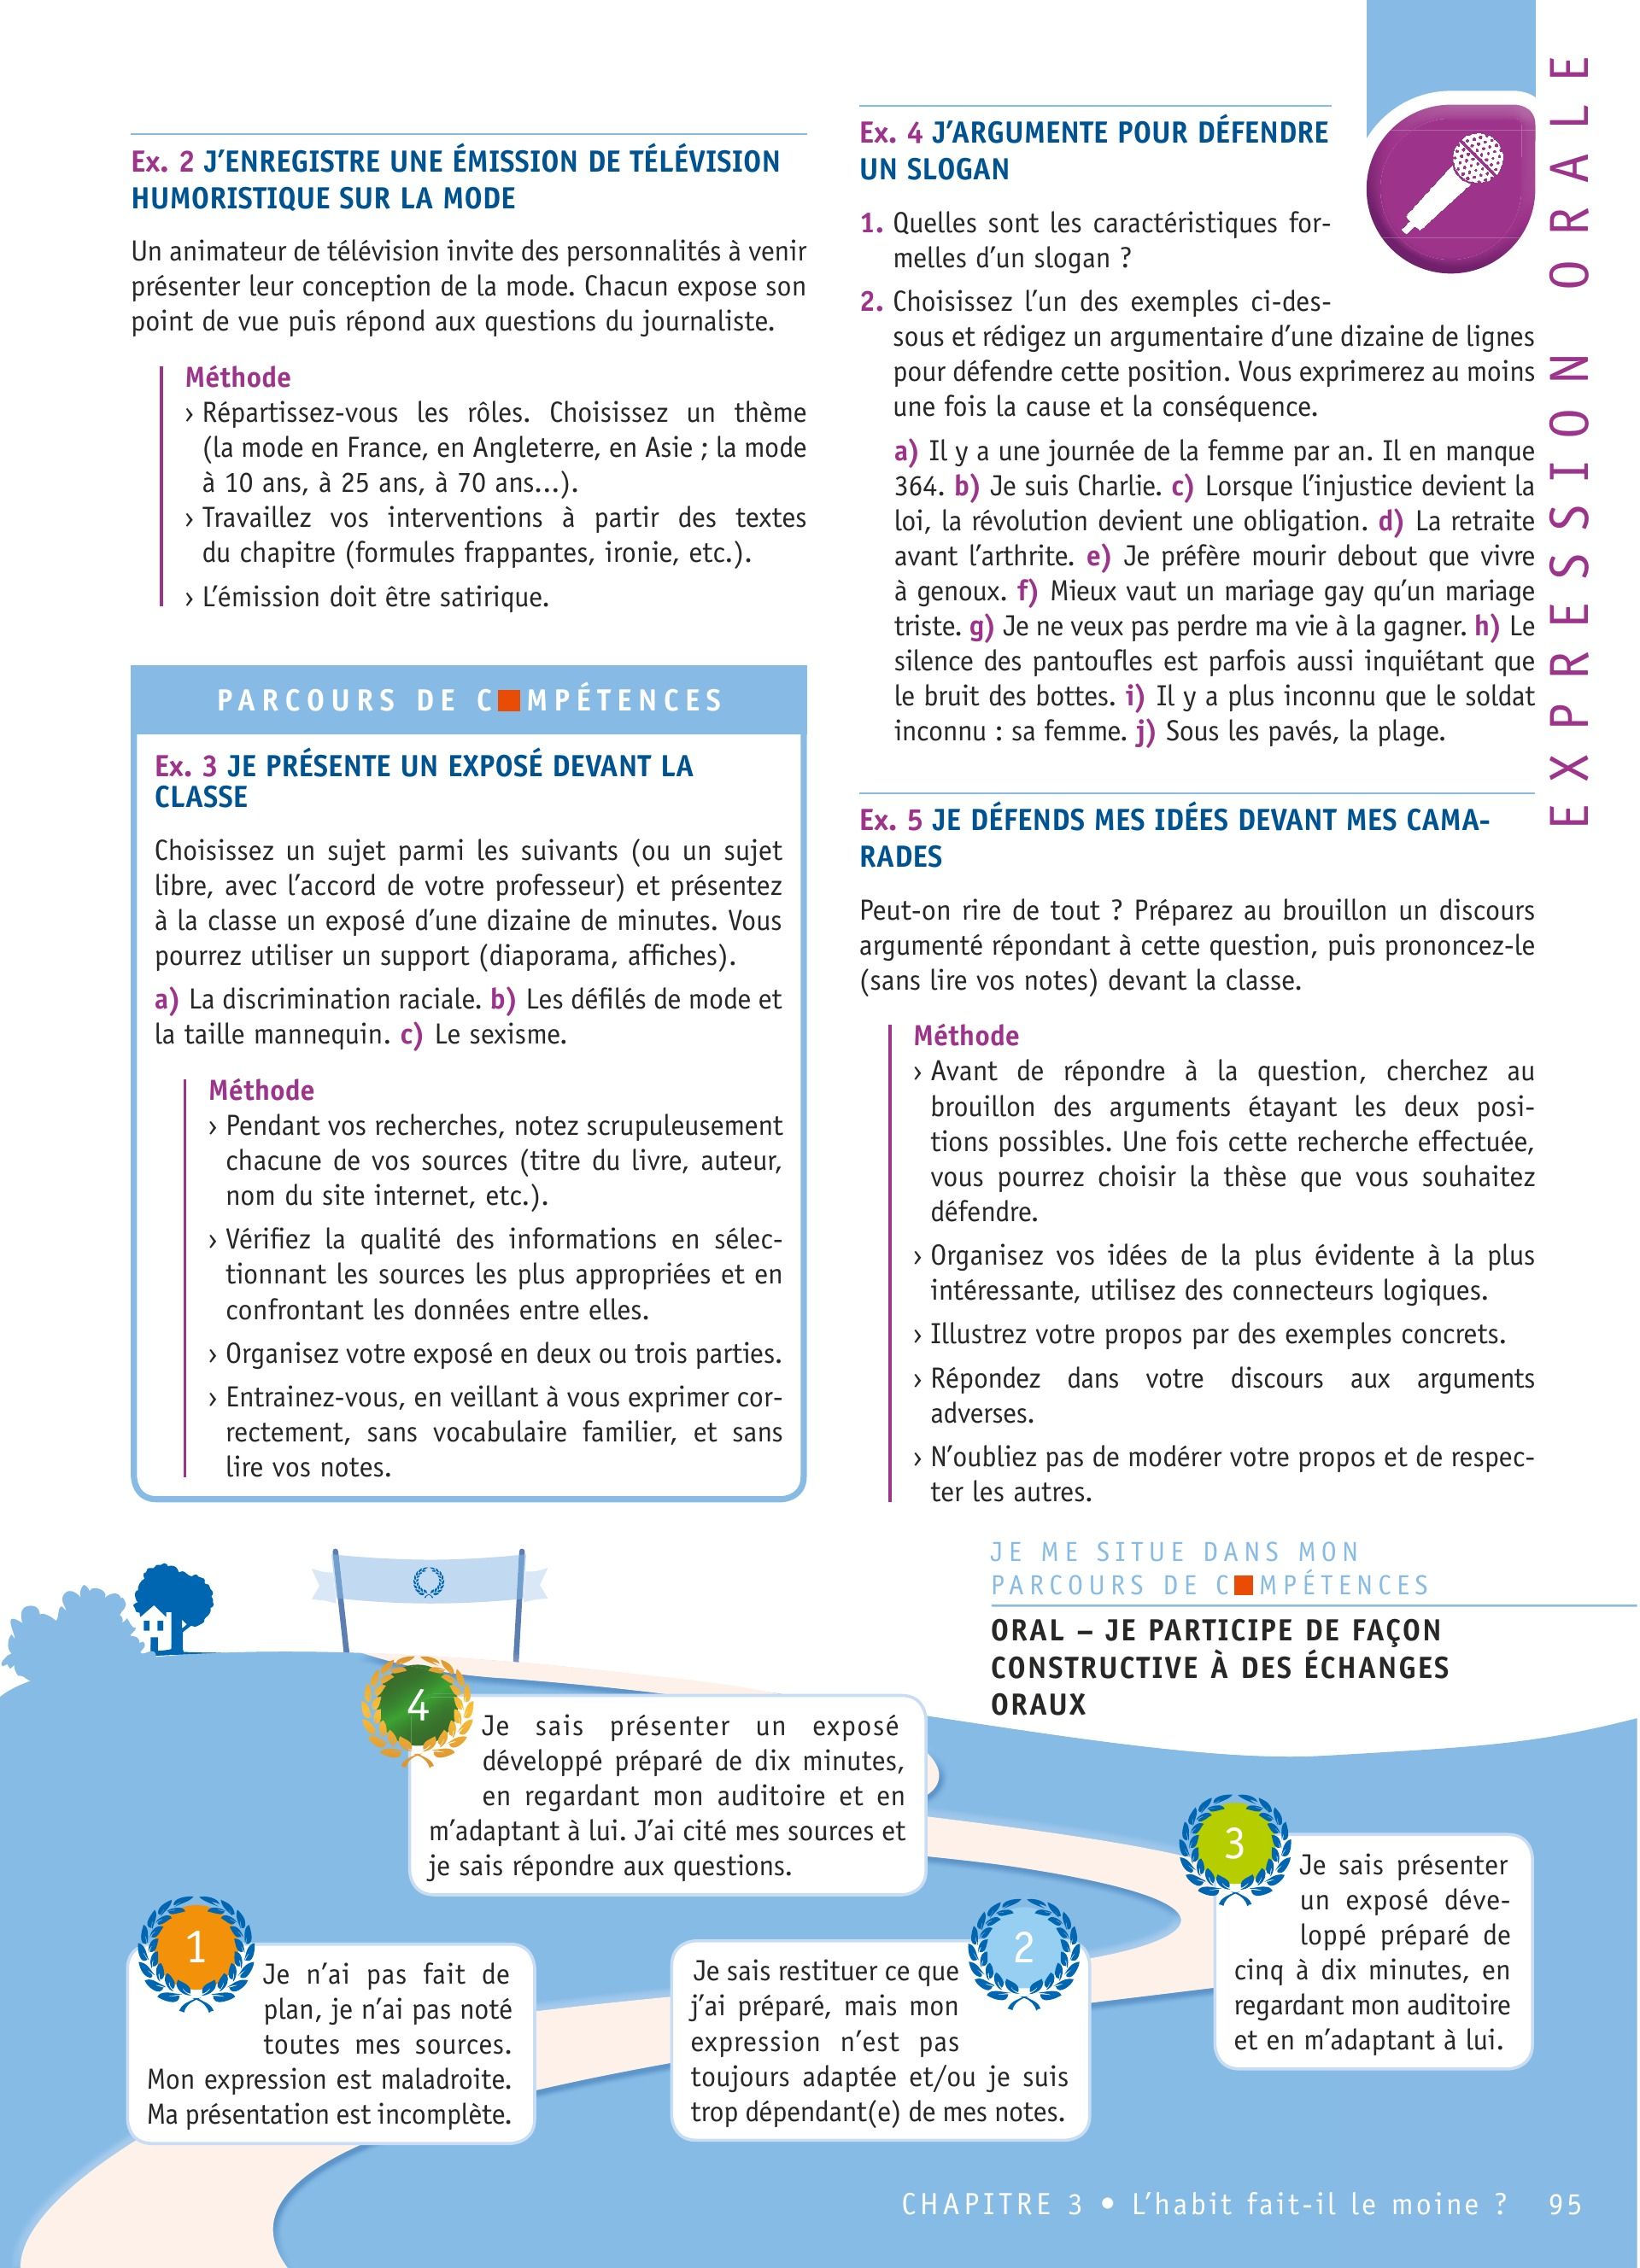 Ex. 2 J’ENREGISTRE UNE ÉMISSION DE TÉLÉVISION
HUMORISTIQUE SUR LA MODE
Un animateur de télévision invite des personnalités à venir
présenter leur conception de la mode. Chacun expose son
point de vue puis répond aux questions du journaliste.
Méthode
› Répartissez-vous les rôles. Choisissez un thème
(la mode en France, en Angleterre, en Asie ; la mode
à 10 ans, à 25 ans, à 70 ans...).
› Travaillez vos interventions à partir des textes
du chapitre (formules frappantes, ironie, etc.).
› L’émission doit être satirique.
PARCOURS DE C■MPÉTENCES
Ex. 3 JE PRÉSENTE UN EXPOSÉ DEVANT LA
CLASSE
Choisissez un sujet parmi les suivants (ou un sujet
libre, avec l’accord de votre professeur) et présentez
à la classe un exposé d’une dizaine de minutes. Vous
pourrez utiliser un support (diaporama, affiches).
a) La discrimination raciale. b) Les défilés de mode et
la taille mannequin. c) Le sexisme.
Méthode
› Pendant vos recherches, notez scrupuleusement
chacune de vos sources (titre du livre, auteur,
nom du site internet, etc.).
› Vérifiez la qualité des informations en sélec-
tionnant les sources les plus appropriées et en
confrontant les données entre elles.
› Organisez votre exposé en deux ou trois parties.
› Entrainez-vous, en veillant à vous exprimer cor-
rectement, sans vocabulaire familier, et sans
lire vos notes.
Ex. 4 J’ARGUMENTE POUR DÉFENDRE
UN SLOGAN
1. Quelles sont les caractéristiques for-
melles d’un slogan ?
2. Choisissez l’un des exemples ci-des-
sous et rédigez un argumentaire d’une dizaine de lignes
pour défendre cette position. Vous exprimerez au moins
une fois la cause et la conséquence.
a) Il y a une journée de la femme par an. Il en manque
364. b) Je suis Charlie. c) Lorsque l’injustice devient la
loi, la révolution devient une obligation. d) La retraite
avant l’arthrite. e) Je préfère mourir debout que vivre
à genoux. f) Mieux vaut un mariage gay qu’un mariage
triste. g) Je ne veux pas perdre ma vie à la gagner. h) Le
silence des pantoufles est parfois aussi inquiétant que
le bruit des bottes. i) Il y a plus inconnu que le soldat
inconnu : sa femme. j) Sous les pavés, la plage.
Ex. 5 JE DÉFENDS MES IDÉES DEVANT MES CAMA-
RADES
Peut-on rire de tout ? Préparez au brouillon un discours
argumenté répondant à cette question, puis prononcez-le
(sans lire vos notes) devant la classe.
Méthode
› Avant de répondre à la question, cherchez au
brouillon des arguments étayant les deux posi-
tions possibles. Une fois cette recherche effectuée,
vous pourrez choisir la thèse que vous souhaitez
défendre.
› Organisez vos idées de la plus évidente à la plus
intéressante, utilisez des connecteurs logiques.
› Illustrez votre propos par des exemples concrets.
› Répondez dans votre discours aux arguments
adverses.
› N’oubliez pas de modérer votre propos et de respec-
ter les autres.
EXPRESSION ORALE
JE ME SITUE DANS MON
PARCOURS DE C■MPÉTENCES
ORAL – JE PARTICIPE DE FAÇON
CONSTRUCTIVE À DES ÉCHANGES
ORAUX
4
Je sais présenter un exposé
développé préparé de dix minutes,
en regardant mon auditoire et en
m’adaptant à lui. J’ai cité mes sources et
je sais répondre aux questions.
3
Je sais présenter
un exposé déve-
loppé préparé de
cinq à dix minutes, en
regardant mon auditoire
et en m’adaptant à lui.
1
Je n’ai pas fait de
plan, je n’ai pas noté
toutes mes sources.
Mon expression est maladroite.
Ma présentation est incomplète.
2
Je sais restituer ce que
j’ai préparé, mais mon
expression n’est pas
toujours adaptée et/ou je suis
trop dépendant(e) de mes notes.
CHAPITRE 3 • L’habit fait-il le moine ? 95